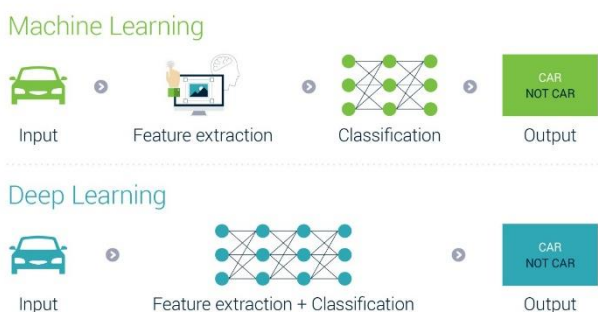 Machine Learning
CAR
NOT CAR
Input
Feature extraction
Classification
Output
Deep Learning
CAR
NOT CAR
Input
Feature extraction + Classification
Output